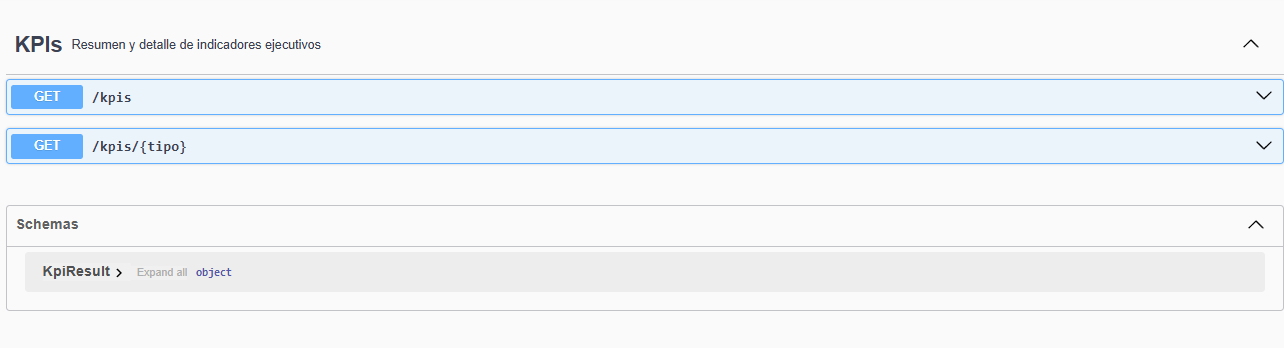 KPIs Resumen y detalle de indicadores ejecutivos
GET /kpis
GET /kpis/{tipo}
Schemas
KpiResult Expand all object